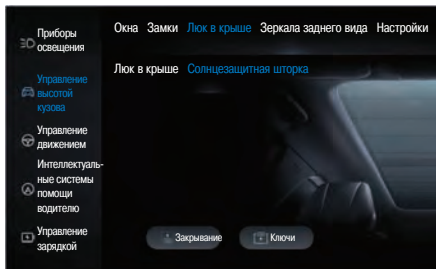 Приборы
освещения
Управление
высотой
кузова
Управление
движением
Интеллектуаль-
ные системы
помощи
водителю
Управление
зарядкой
Окна Замки Люк в крыше Зеркала заднего вида Настройки
Люк в крыше Солнцезащитная шторка
Закрывание Ключи